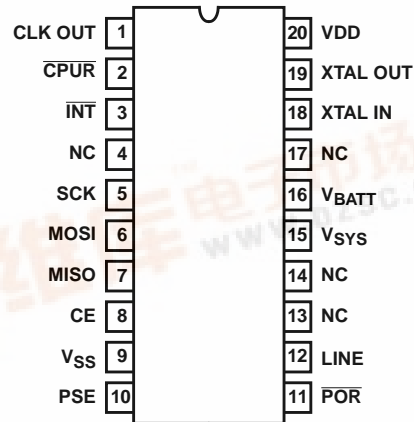 CLK OUT 1 20 VDD
CPUR 2 19 XTAL OUT
INT 3 18 XTAL IN
NC 4 17 NC
SCK 5 16 VBATT
MOSI 6 15 VSYS
MISO 7 14 NC
CE 8 13 NC
VSS 9 12 LINE
PSE 10 11 POR